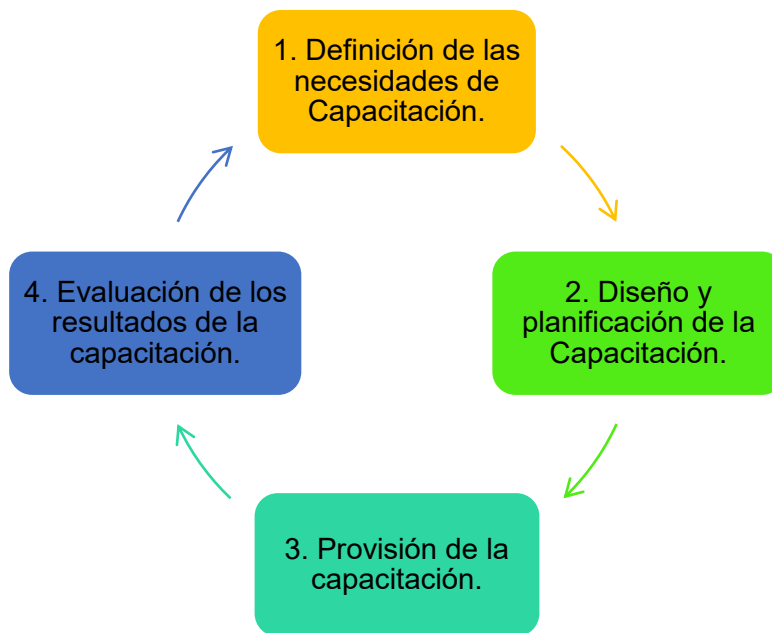 1. Definición de las
necesidades de
Capacitación.
2. Diseño y
planificación de la
Capacitación.
3. Provisión de la
capacitación.
4. Evaluación de los
resultados de la
capacitación.